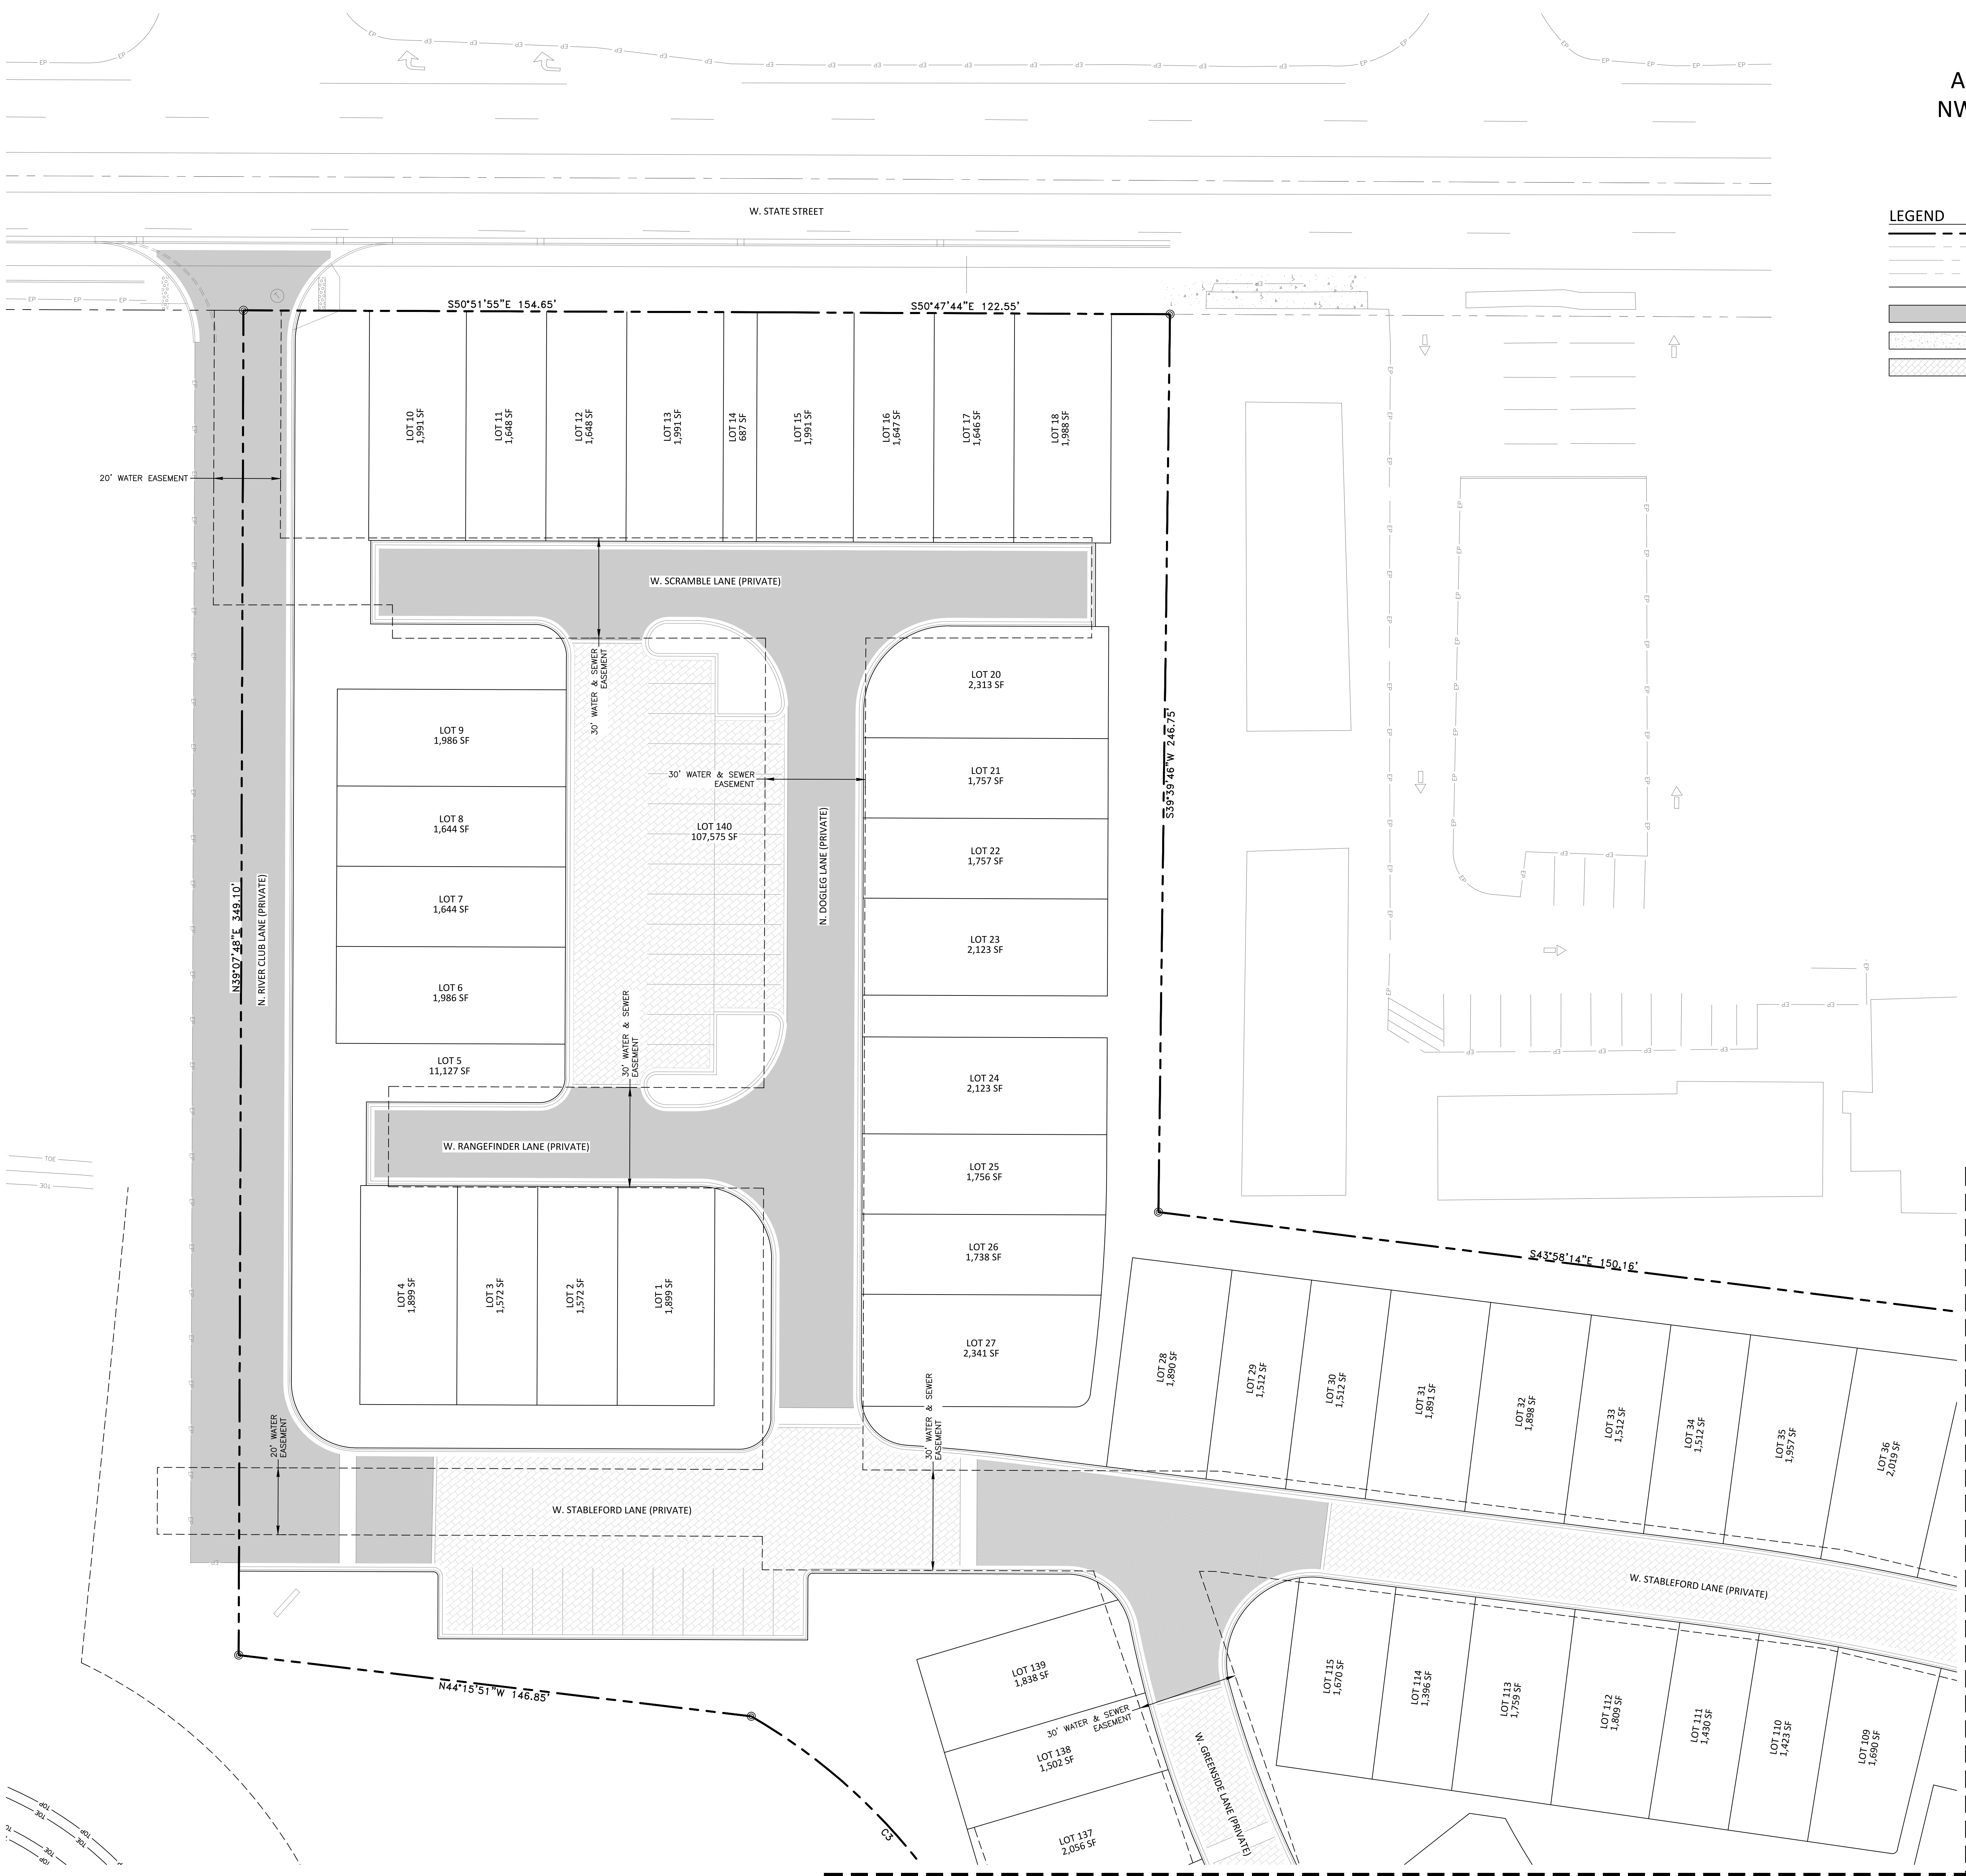 A
NW
LEGEND
W. STATE STREET
S50°51'55"E 154.65'
S50°47'44"E 122.55'
20' WATER EASEMENT
LOT 10
1,991 SF
LOT 11
1,648 SF
LOT 12
1,648 SF
LOT 13
1,991 SF
LOT 14
687 SF
LOT 15
1,991 SF
LOT 16
1,647 SF
LOT 17
1,646 SF
LOT 18
1,988 SF
W. SCRAMBLE LANE (PRIVATE)
30' WATER & SEWER
EASEMENT
LOT 20
2,313 SF
LOT 9
1,986 SF
LOT 21
1,757 SF
30' WATER & SEWER
EASEMENT
S39°39'46"W 246.75'
LOT 8
1,644 SF
LOT 140
107,575 SF
N. DOGLEG LANE (PRIVATE)
LOT 22
1,757 SF
LOT 7
1,644 SF
N39°07'48"E 349.10'
N. RIVER CLUB LANE (PRIVATE)
LOT 23
2,123 SF
LOT 6
1,986 SF
30' WATER & SEWER
EASEMENT
LOT 5
11,127 SF
LOT 24
2,123 SF
W. RANGEFINDER LANE (PRIVATE)
LOT 25
1,756 SF
TOE
TOE
LOT 26
1,738 SF
S43°58'14"E 150.16'
LOT 4
1,899 SF
LOT 3
1,572 SF
LOT 2
1,572 SF
LOT 1
1,899 SF
LOT 27
2,341 SF
LOT 28
1,890 SF
LOT 29
1,512 SF
LOT 30
1,512 SF
LOT 31
1,891 SF
LOT 32
1,898 SF
LOT 33
1,512 SF
LOT 34
1,512 SF
LOT 35
1,957 SF
LOT 36
2,019 SF
20' WATER
EASEMENT
30' WATER & SEWER
EASEMENT
W. STABLEFORD LANE (PRIVATE)
W. STABLEFORD LANE (PRIVATE)
N44°15'51"W 146.85'
LOT 139
1,838 SF
30' WATER & SEWER
EASEMENT
LOT 138
1,502 SF
LOT 137
2,056 SF
W. GREENSIDE LANE (PRIVATE)
LOT 115
1,670 SF
LOT 114
1,396 SF
LOT 113
1,759 SF
LOT 112
1,809 SF
LOT 111
1,430 SF
LOT 110
1,423 SF
LOT 109
1,690 SF
C3
TOP
TOE
TOP
TOE
TOE
TOP